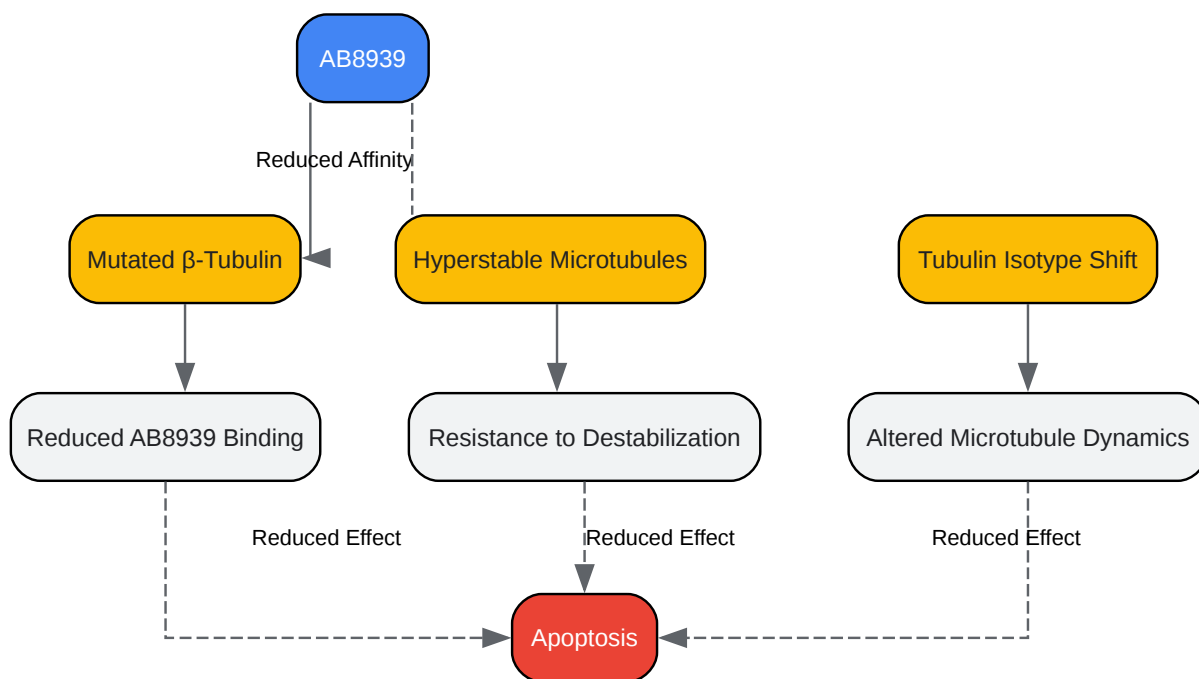 AB8939
Reduced Affinity
Mutated β-Tubulin
Hyperstable Microtubules
Tubulin Isotype Shift
Reduced AB8939 Binding
Resistance to Destabilization
Altered Microtubule Dynamics
Reduced Effect
Reduced Effect
Reduced Effect
Apoptosis